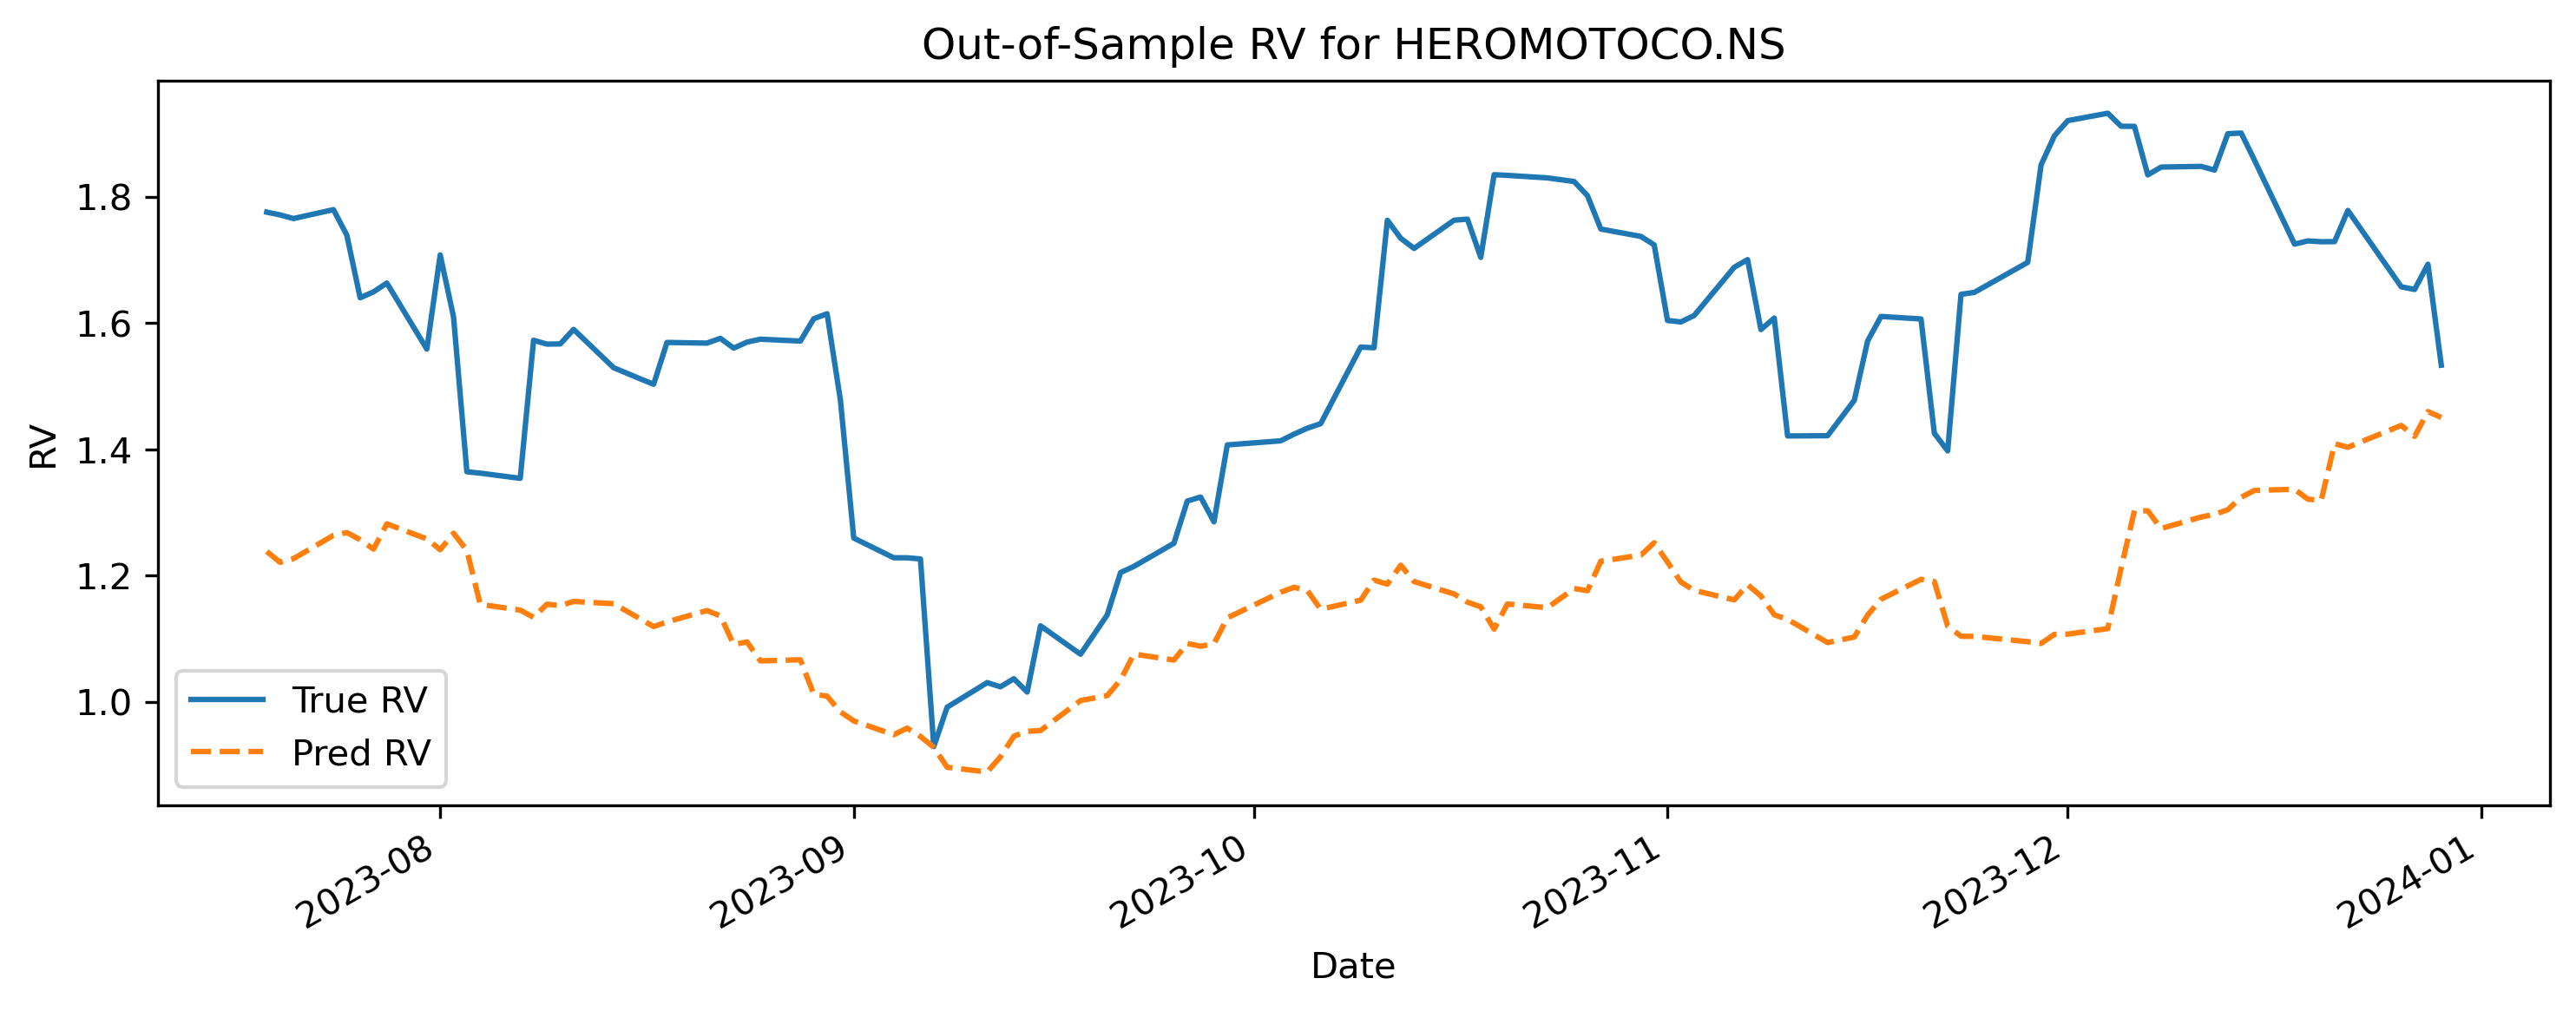 Out-of-Sample RV for HEROMOTOCO.NS
RV
1.8
1.6
1.4
1.2
1.0
True RV
Pred RV
2023-08
2023-09
2023-10
2023-11
2023-12
2024-01
Date